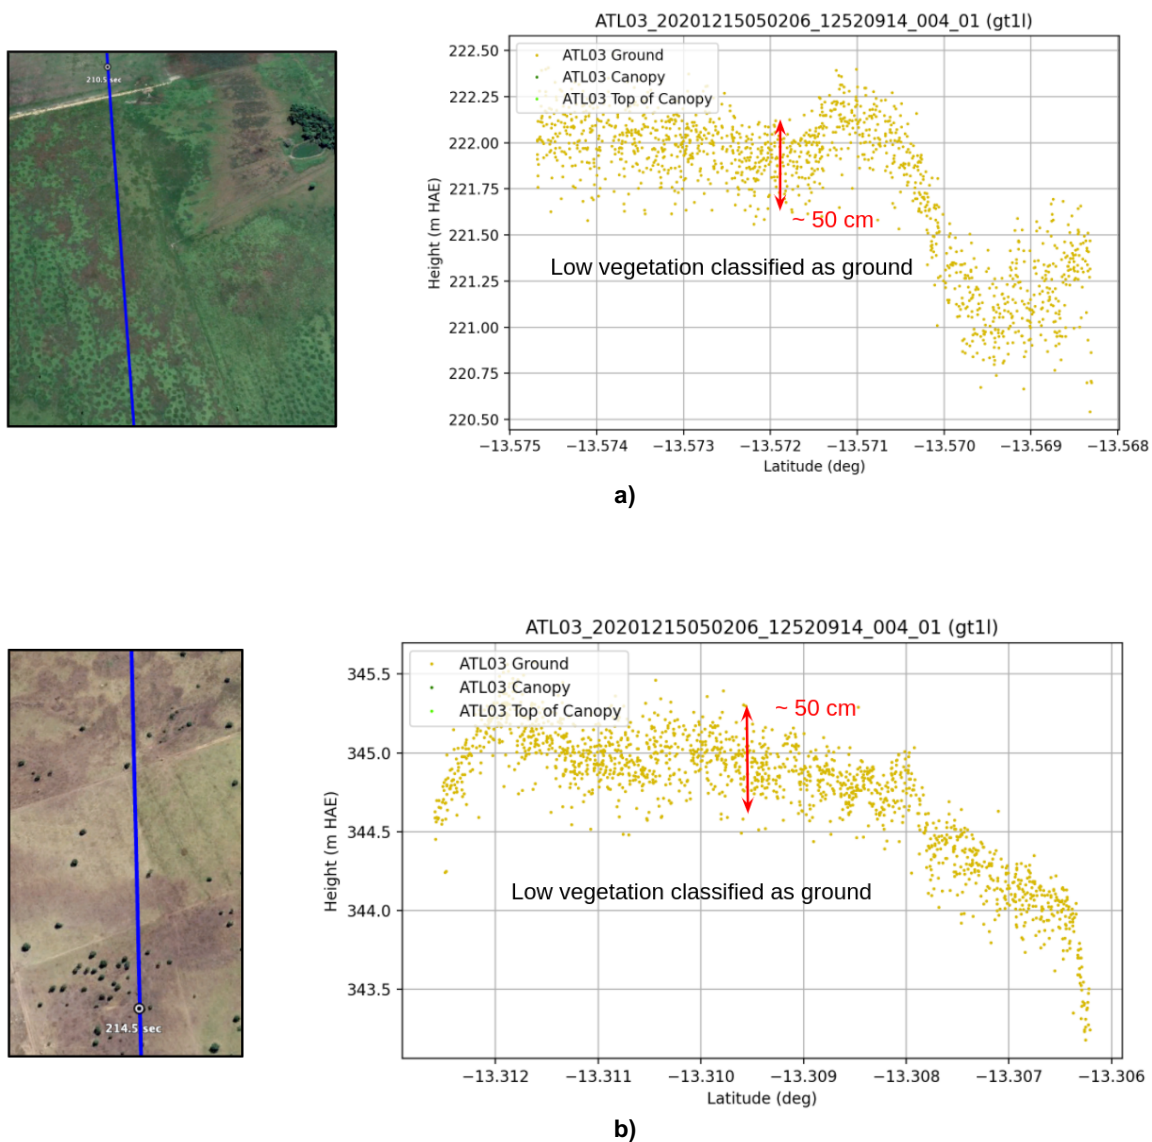 ATL03_20201215050206_12520914_004_01 (gt1l)
210.5 sec
ATL03 Ground
ATL03 Canopy
ATL03 Top of Canopy
222.50
222.25
222.00
221.75
221.50
221.25
221.00
220.75
220.50
Height (m HAE)
~ 50 cm
Low vegetation classified as ground
−13.575 −13.574 −13.573 −13.572 −13.571 −13.570 −13.569 −13.568
Latitude (deg)
a)
ATL03_20201215050206_12520914_004_01 (gt1l)
ATL03 Ground
ATL03 Canopy
ATL03 Top of Canopy
345.5
345.0
344.5
344.0
343.5
Height (m HAE)
~ 50 cm
Low vegetation classified as ground
214.5 sec
−13.312 −13.311 −13.310 −13.309 −13.308 −13.307 −13.306
Latitude (deg)
b)